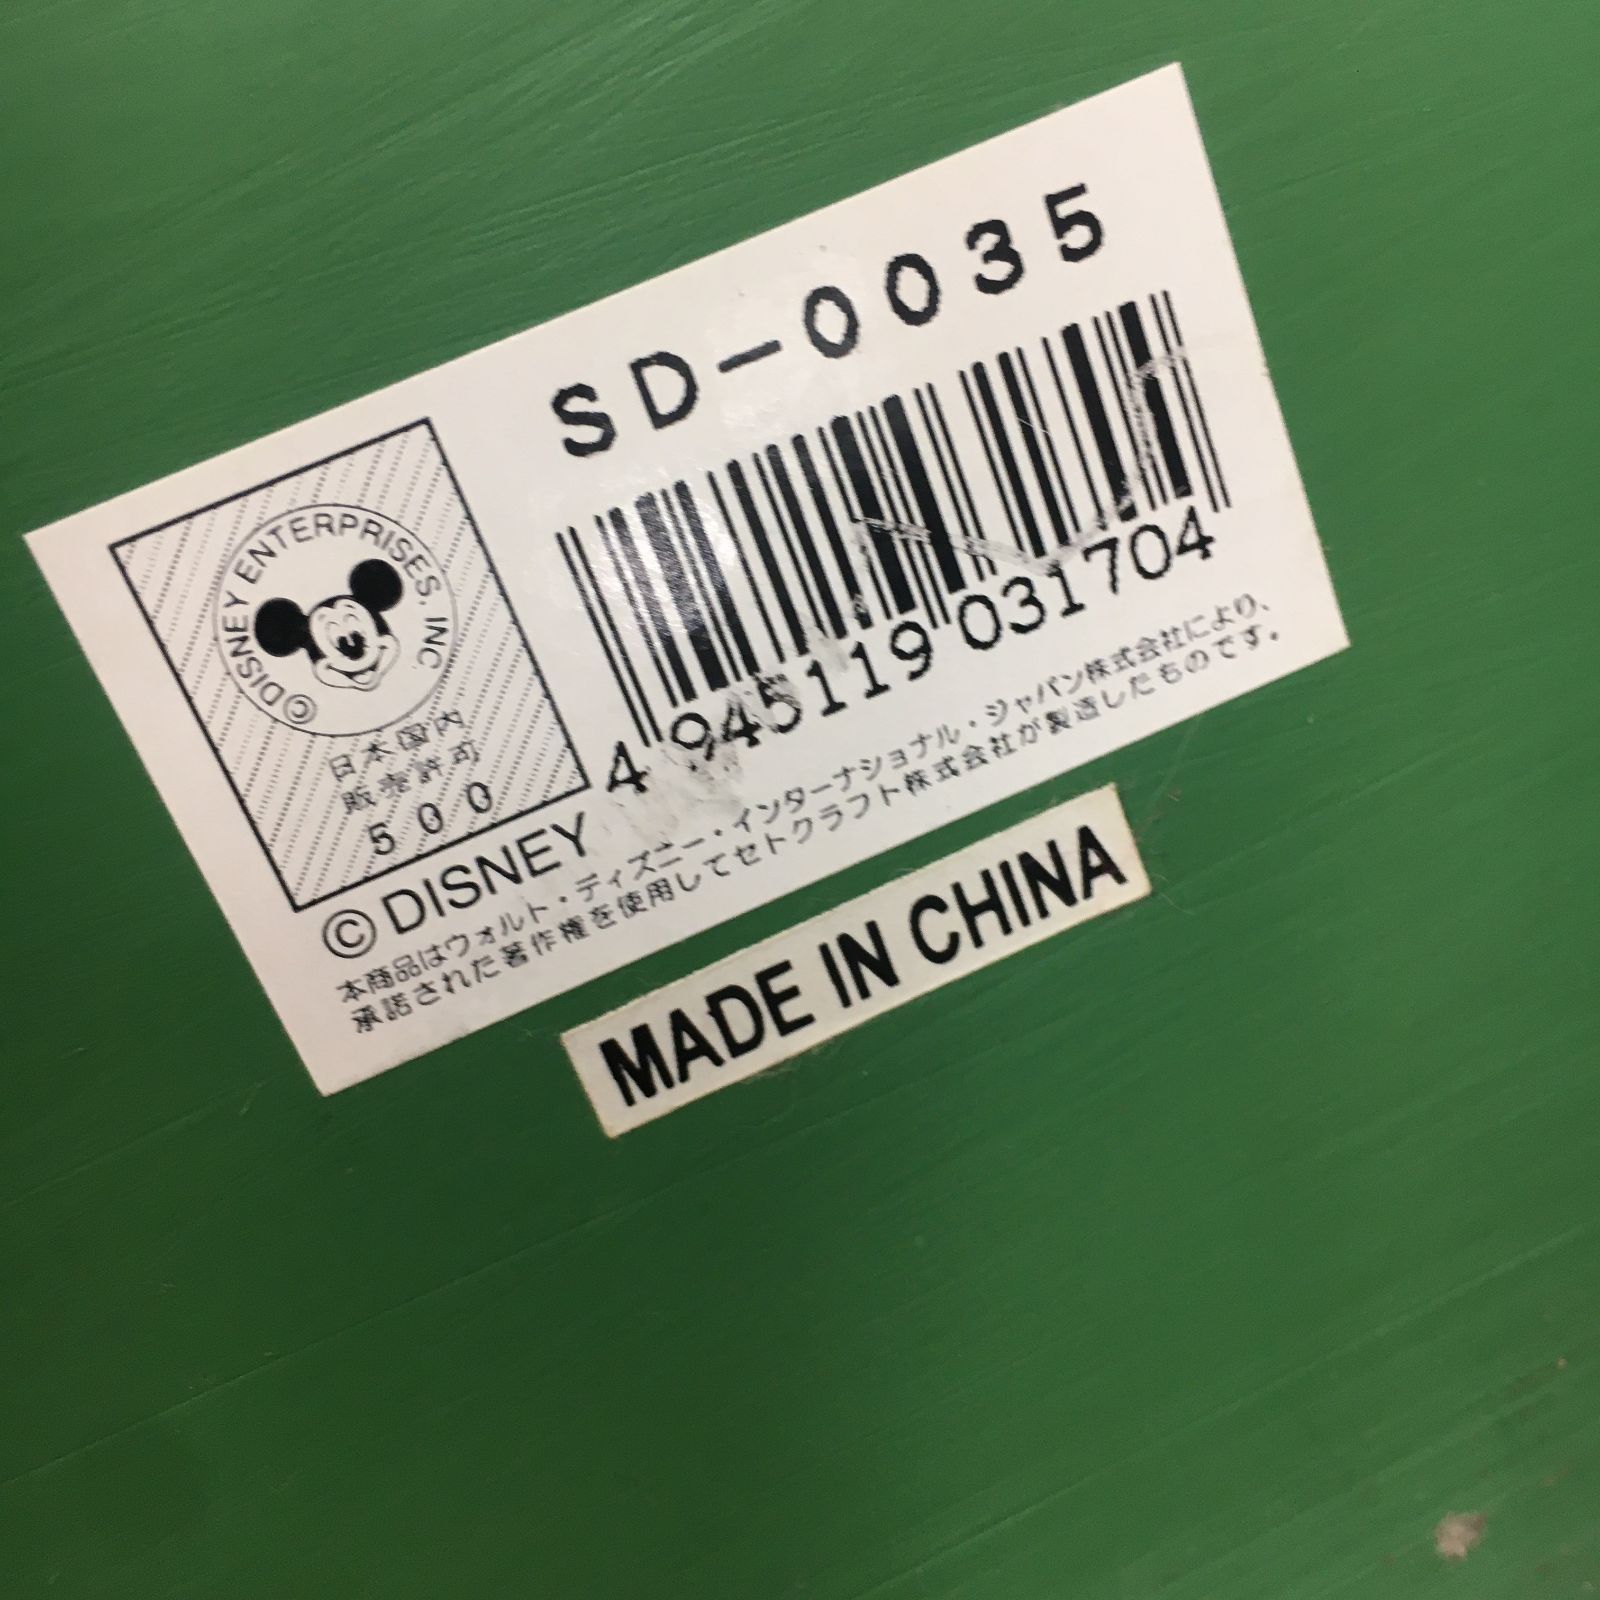 SD-0035
© DISNEY ENTERPRISES, INC.
日本国内
販売許可
500
4 945119 031704
© DISNEY
本商品はウォルト・ディズニー・インターナショナル・ジャパン株式会社により、
承諾された著作権を使用してセトクラフト株式会社が製造したものです。
MADE IN CHINA